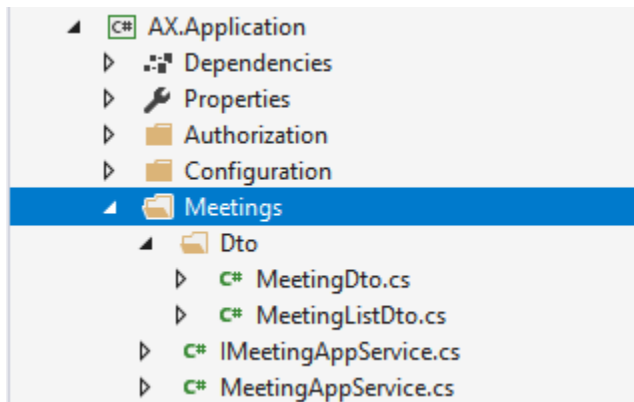 C# AX.Application
Dependencies
Properties
Authorization
Configuration
Meetings
Dto
C# MeetingDto.cs
C# MeetingListDto.cs
C# IMeetingAppService.cs
C# MeetingAppService.cs